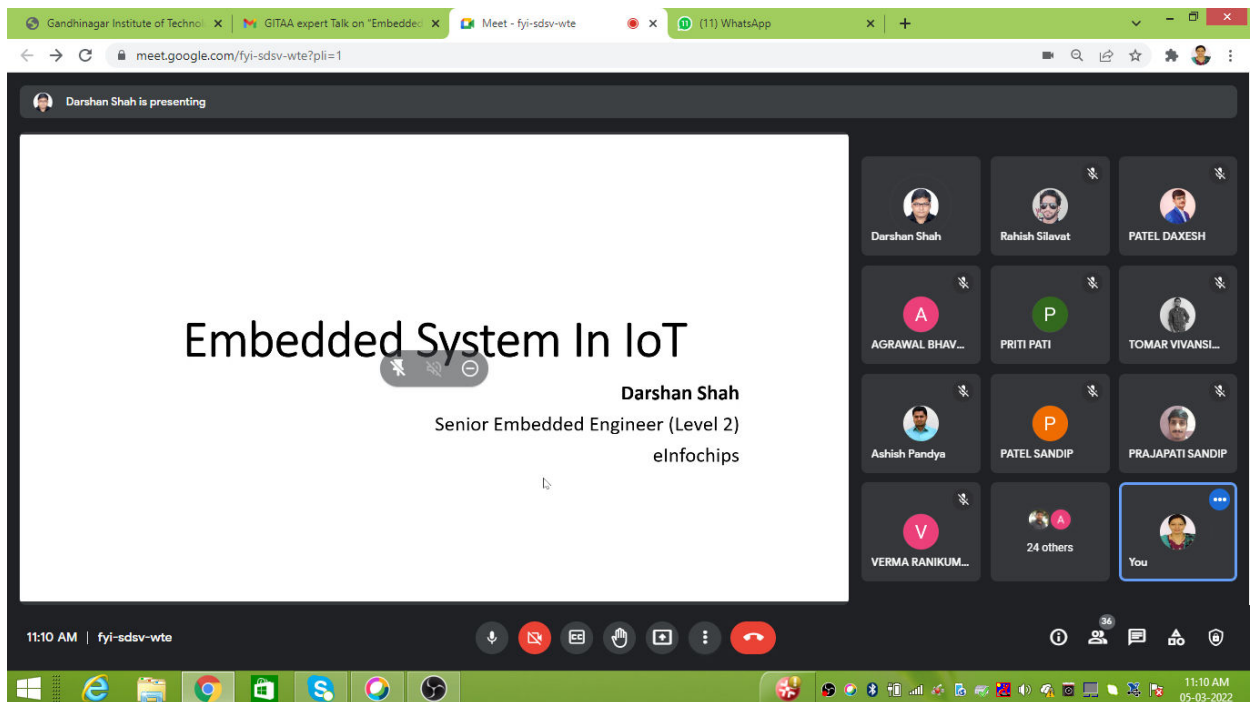 Gandhinagar Institute of Technol
GITAA expert Talk on "Embedded
Meet - fyi-sdsv-wte
(11) WhatsApp
meet.google.com/fyi-sdsv-wte?pli=1
Darshan Shah is presenting
Embedded System In IoT
Darshan Shah
Senior Embedded Engineer (Level 2)
eInfochips
Darshan Shah
Rahish Silavat
PATEL DAXESH
A
AGRAWAL BHAV...
P
PRITI PATI
TOMAR VIVANSI...
Ashish Pandya
P
PATEL SANDIP
PRAJAPATI SANDIP
V
VERMA RANIKUM...
A
24 others
You
11:10 AM | fyi-sdsv-wte
CC
36
11:10 AM
05-03-2022